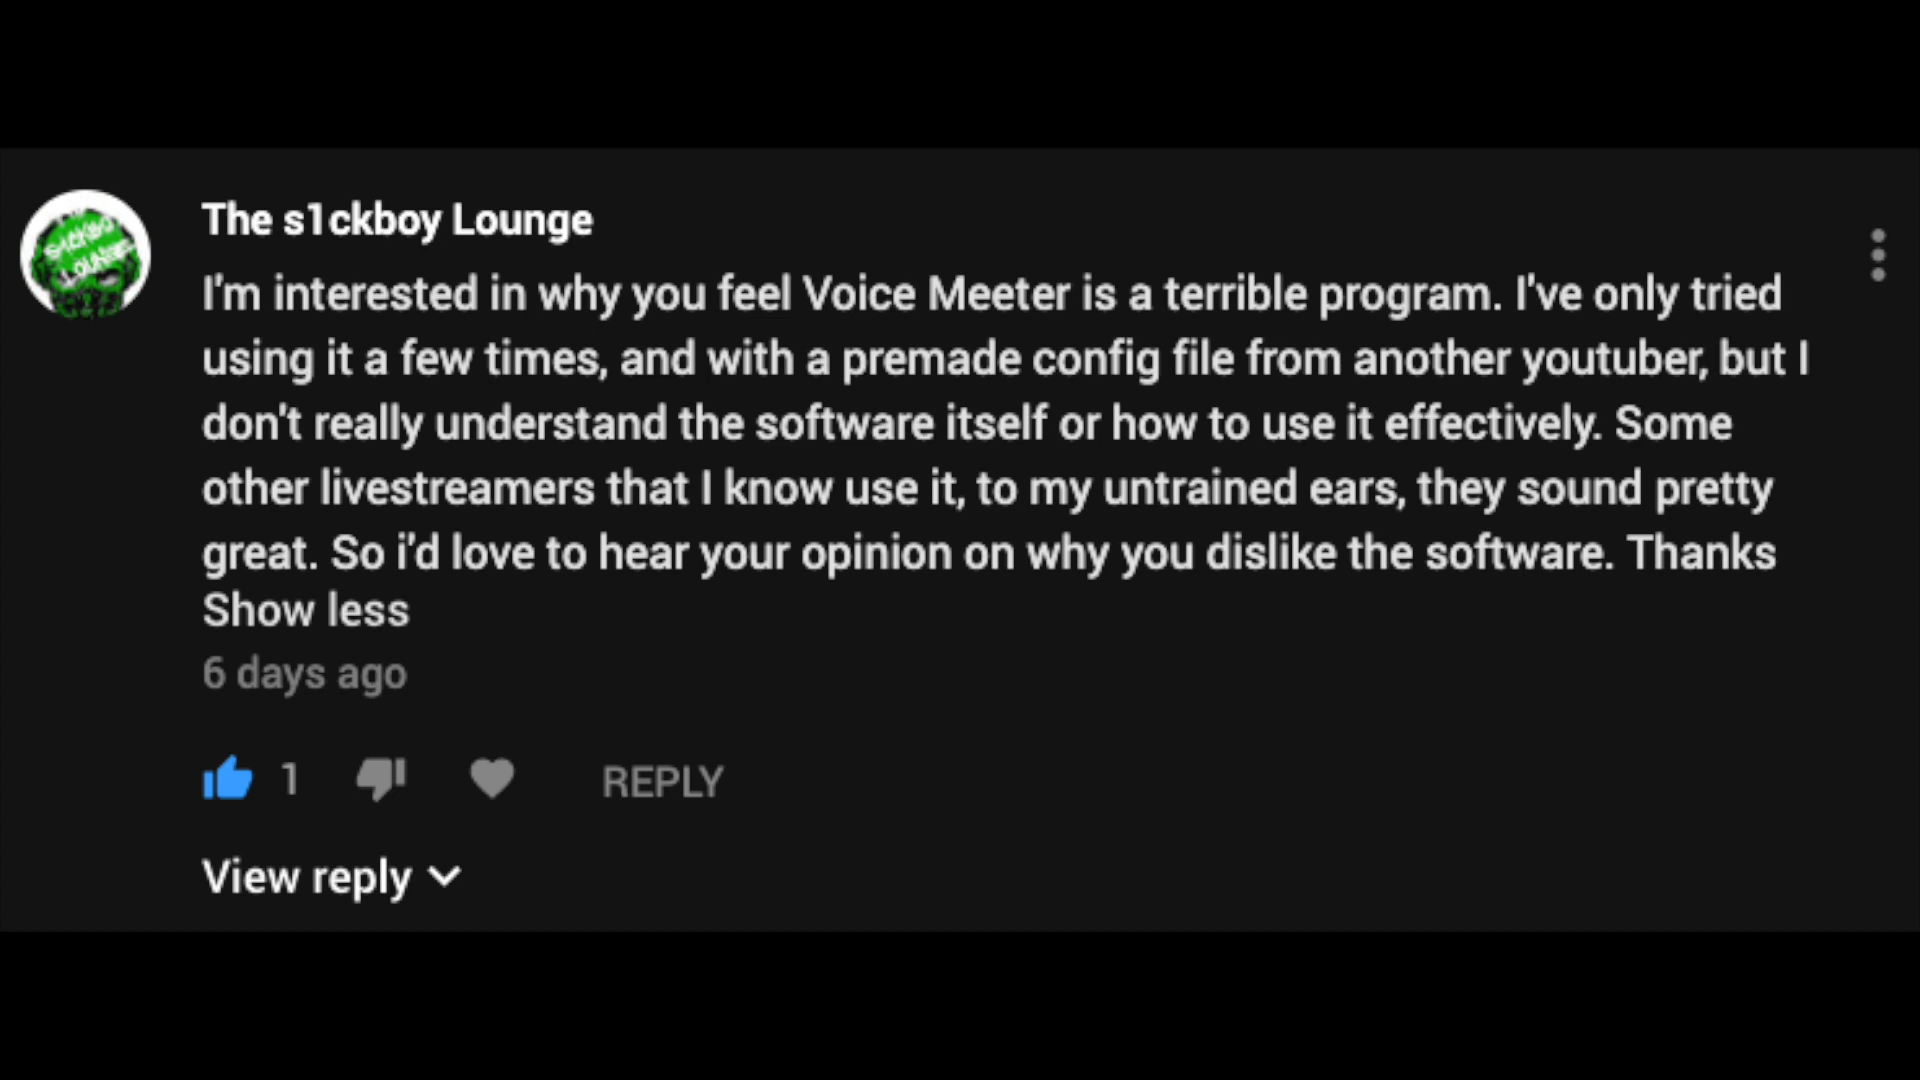 S1CKBOY
LOUNGE
The s1ckboy Lounge
I'm interested in why you feel Voice Meeter is a terrible program. I've only tried
using it a few times, and with a premade config file from another youtuber, but I
don't really understand the software itself or how to use it effectively. Some
other livestreamers that I know use it, to my untrained ears, they sound pretty
great. So i'd love to hear your opinion on why you dislike the software. Thanks
Show less
6 days ago
1 REPLY
View reply